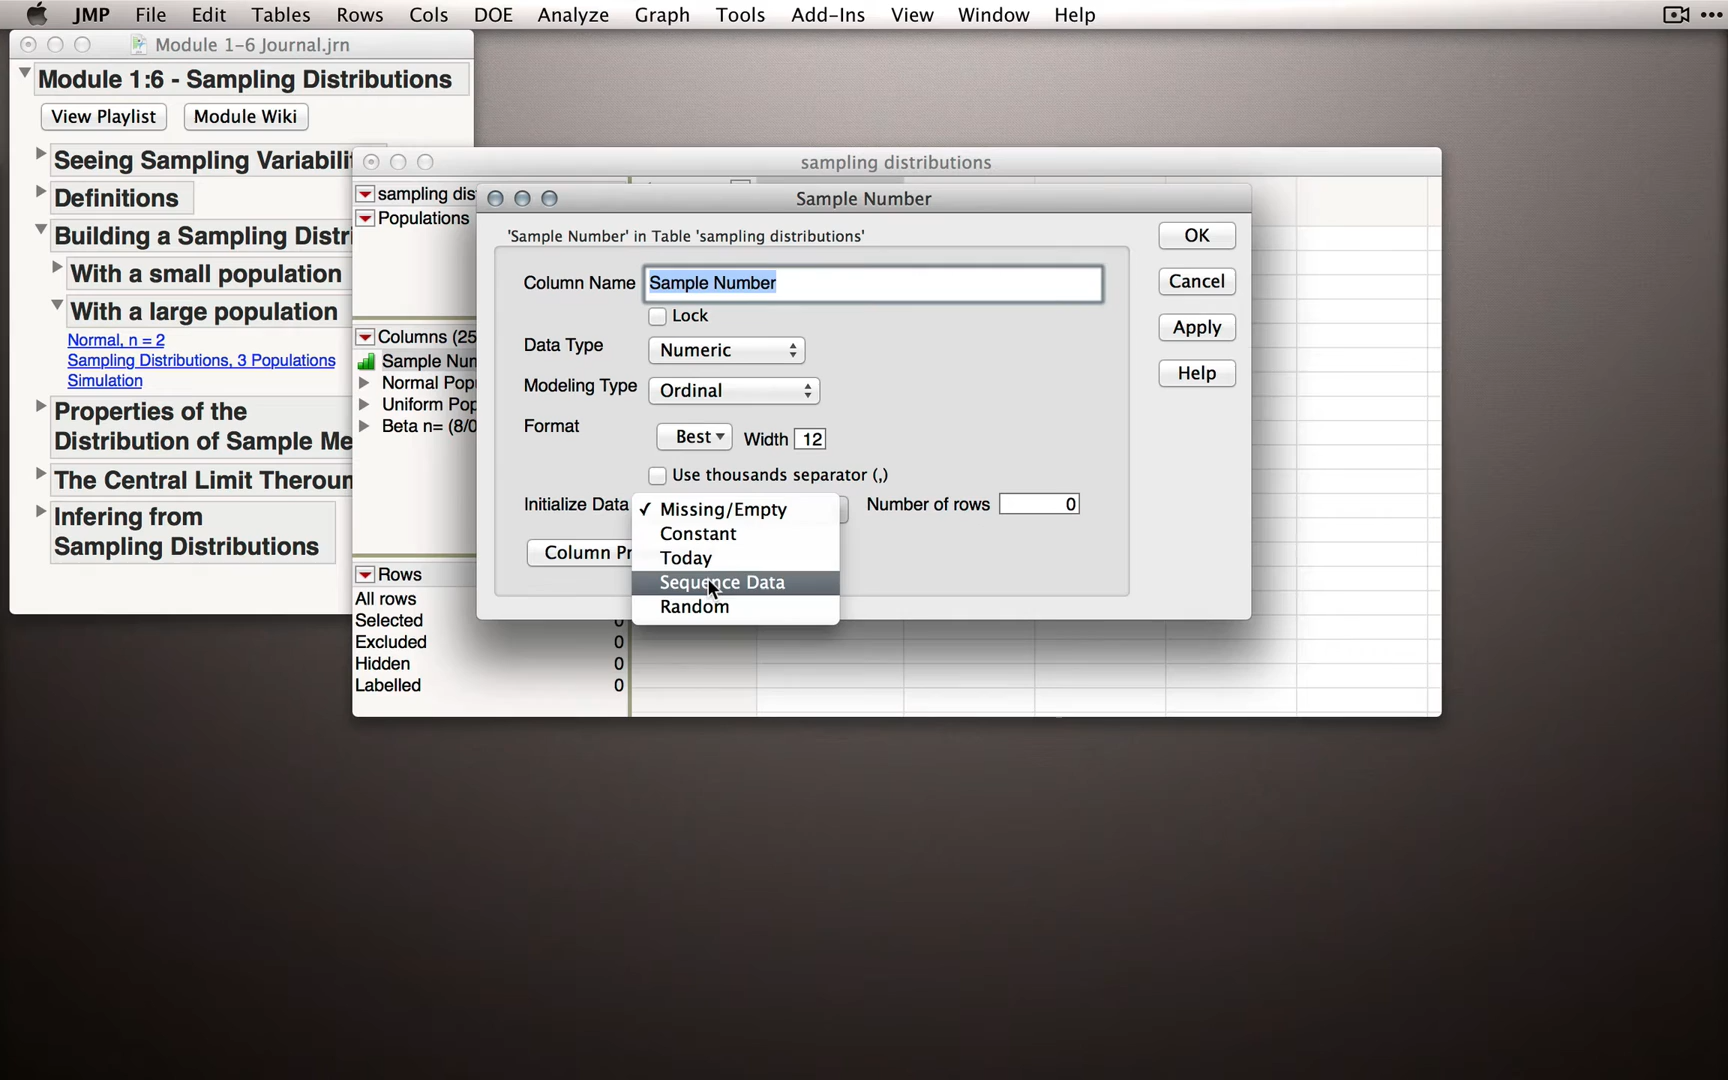 JMP File Edit Tables Rows Cols DOE Analyze Graph Tools Add-Ins View Window Help
Module 1-6 Journal.jrn
Module 1:6 - Sampling Distributions
View Playlist Module Wiki
Seeing Sampling Variabili
Definitions
Building a Sampling Distr
With a small population
With a large population
Normal, n = 2
Sampling Distributions, 3 Populations
Simulation
Properties of the
Distribution of Sample Me
The Central Limit Theroun
Infering from
Sampling Distributions
sampling distributions
sampling dis
Populations
Columns (25
Sample Num
Normal Pop
Uniform Pop
Beta n= (8/0
Rows
All rows
Selected 0
Excluded 0
Hidden 0
Labelled 0
Sample Number
'Sample Number' in Table 'sampling distributions'
Column Name Sample Number
Lock
Data Type Numeric
Modeling Type Ordinal
Format Best Width 12
Use thousands separator (,)
Initialize Data Number of rows 0
Column Pr
✓ Missing/Empty
Constant
Today
Sequence Data
Random
OK
Cancel
Apply
Help